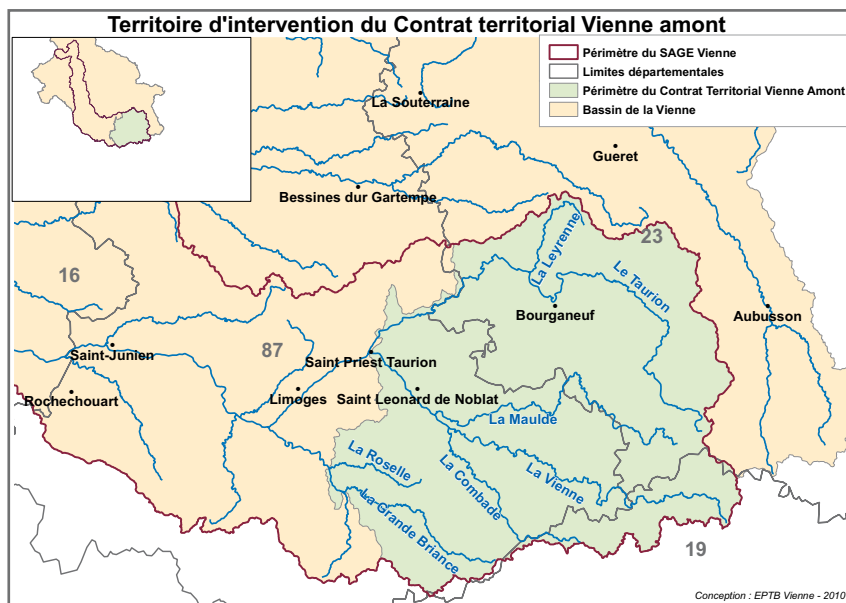 Territoire d'intervention du Contrat territorial Vienne amont
Périmètre du SAGE Vienne
Limites départementales
Périmètre du Contrat Territorial Vienne Amont
Bassin de la Vienne
La Souterraine
Gueret
Bessines dur Gartempe
23
La Leyrenne
Le Taurion
16
Bourganeuf
Aubusson
87
Saint-Junien
Saint Priest Taurion
Rochechouart
Limoges
Saint Leonard de Noblat
La Maulde
La Roselle
La Combade
La Vienne
La Grande Briance
19
Conception : EPTB Vienne - 2010